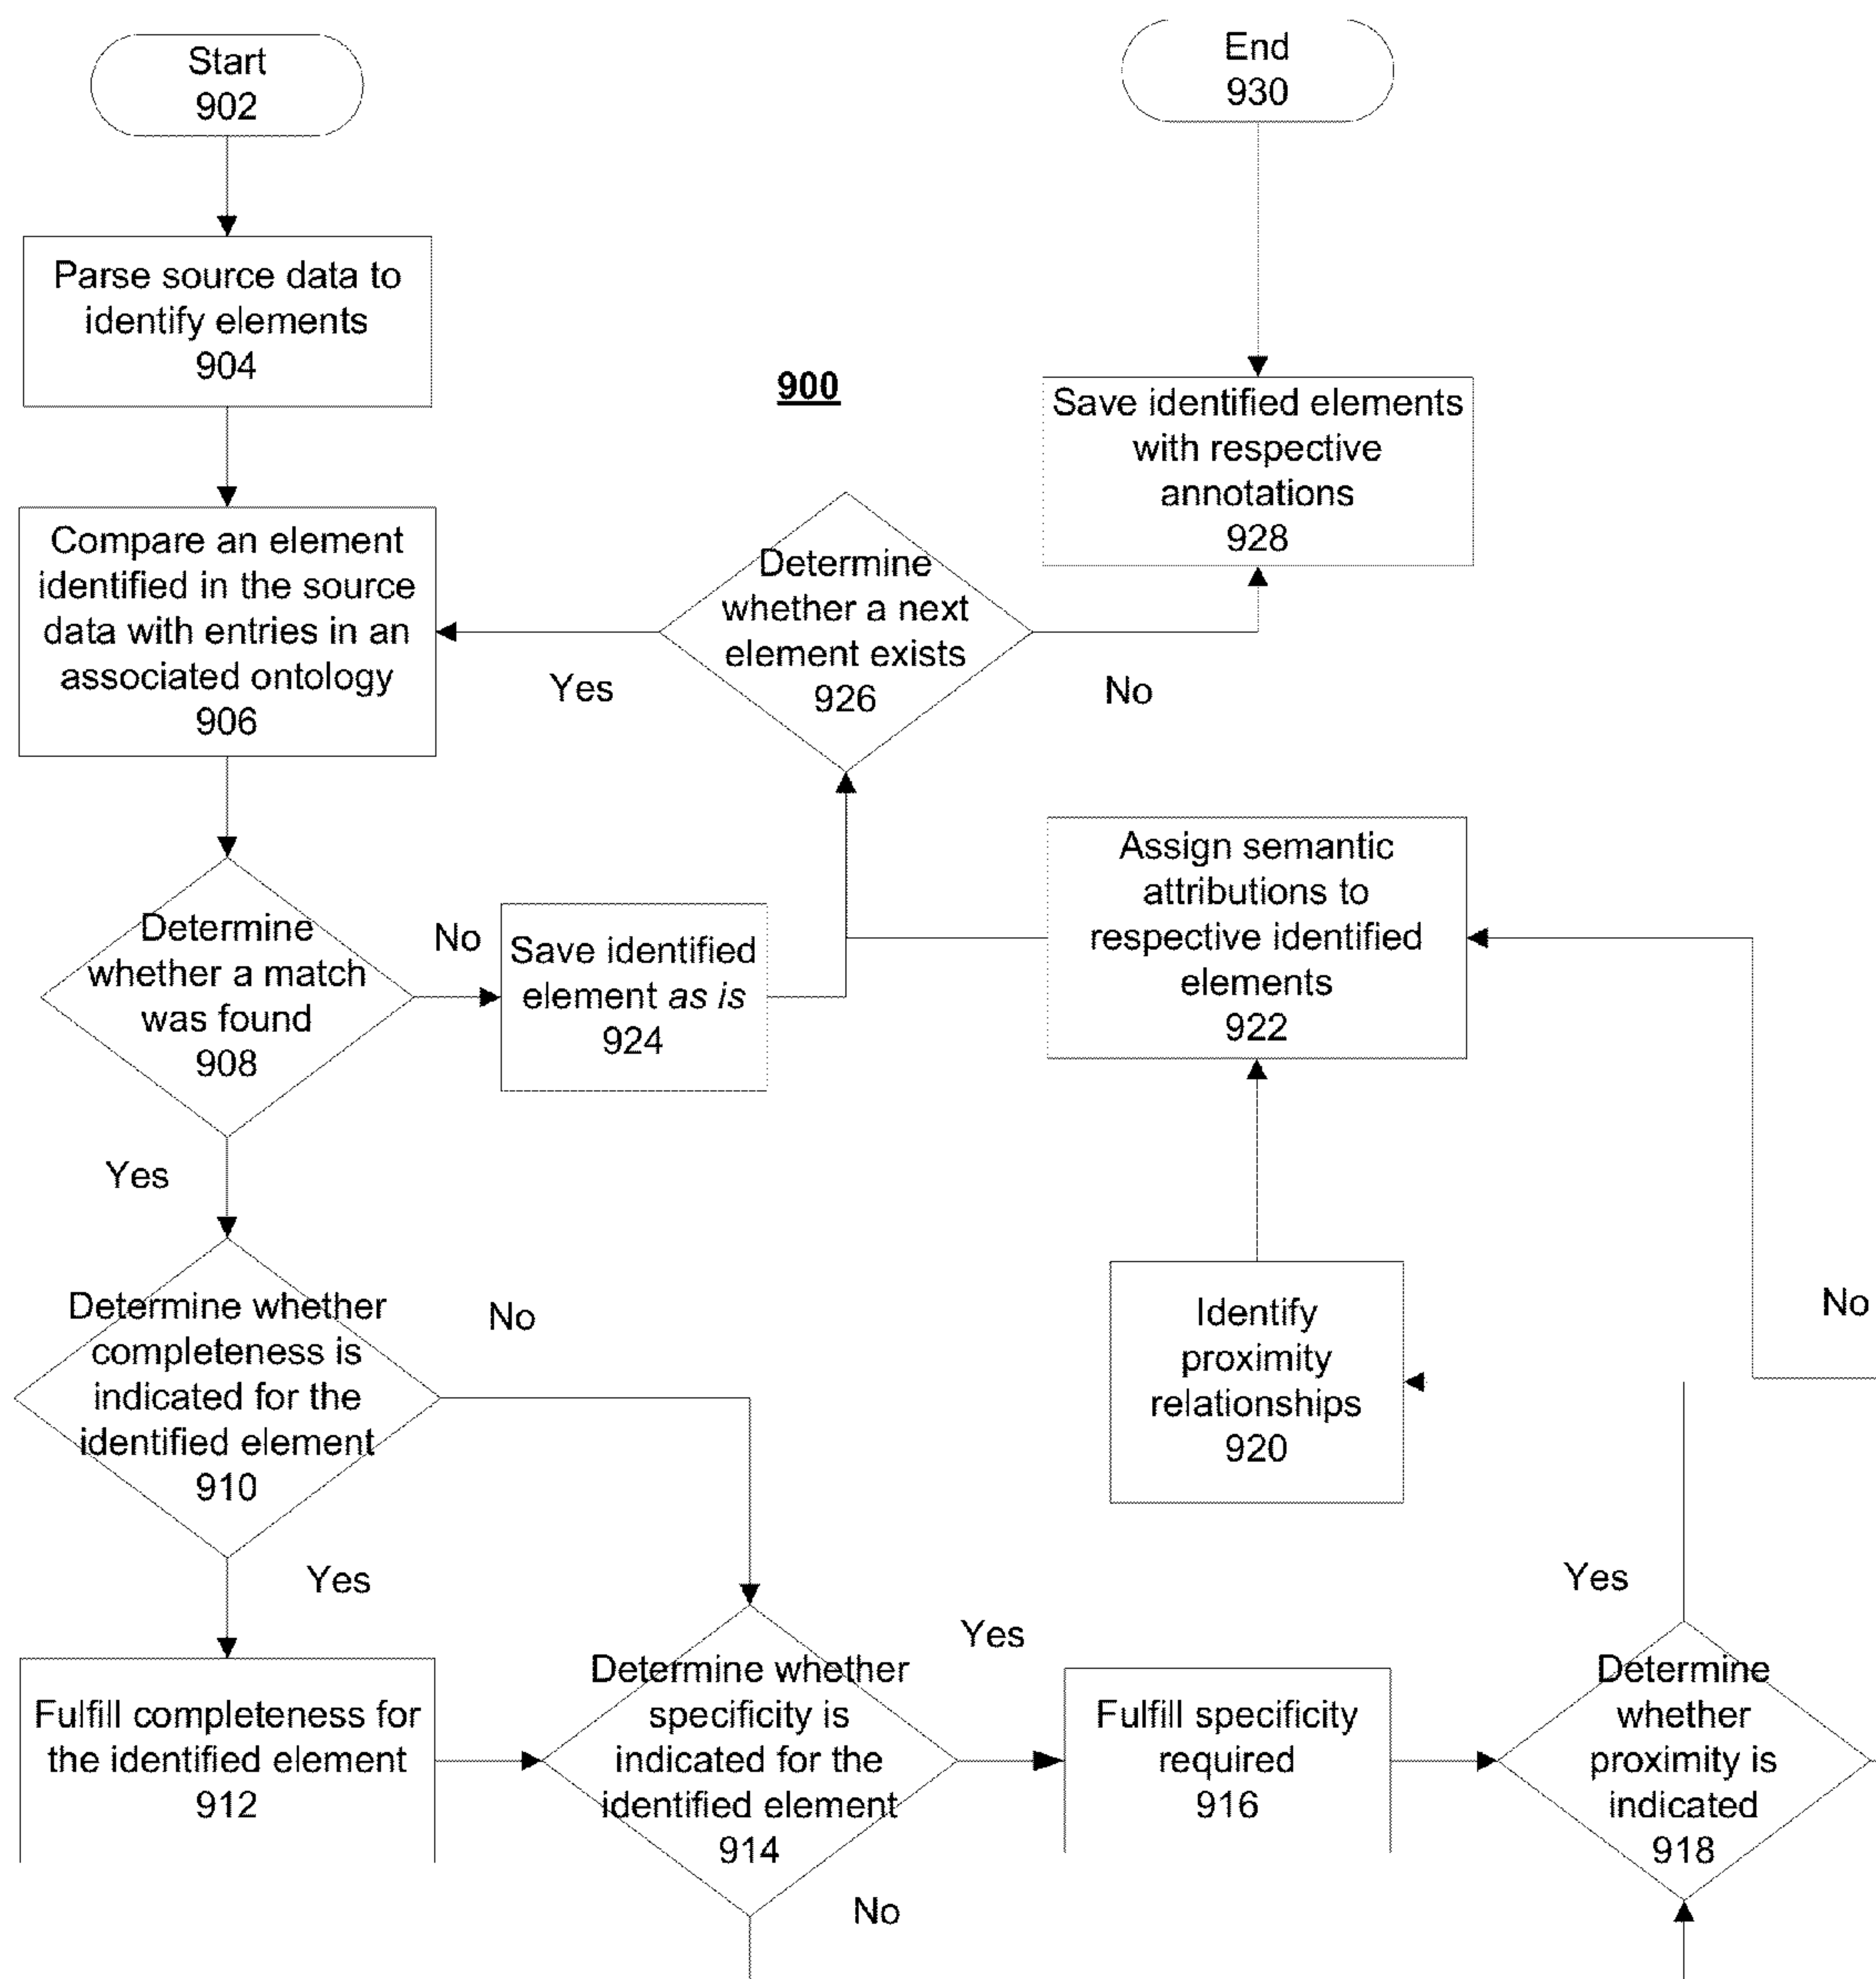 Start
902
End
930
Parse source data to
identify elements
904
900
Save identified elements
with respective
annotations
928
Compare an element
identified in the source
data with entries in an
associated ontology
906
Determine
whether a next
element exists
926
Yes
No
Determine
whether a match
was found
908
No
Save identified
element as is
924
Assign semantic
attributions to
respective identified
elements
922
Yes
Determine whether
completeness is
indicated for the
identified element
910
No
Identify
proximity
relationships
920
No
Yes
Yes
Fulfill completeness for
the identified element
912
Determine whether
specificity is
indicated for the
identified element
914
Yes
Fulfill specificity
required
916
Determine
whether
proximity is
indicated
918
No